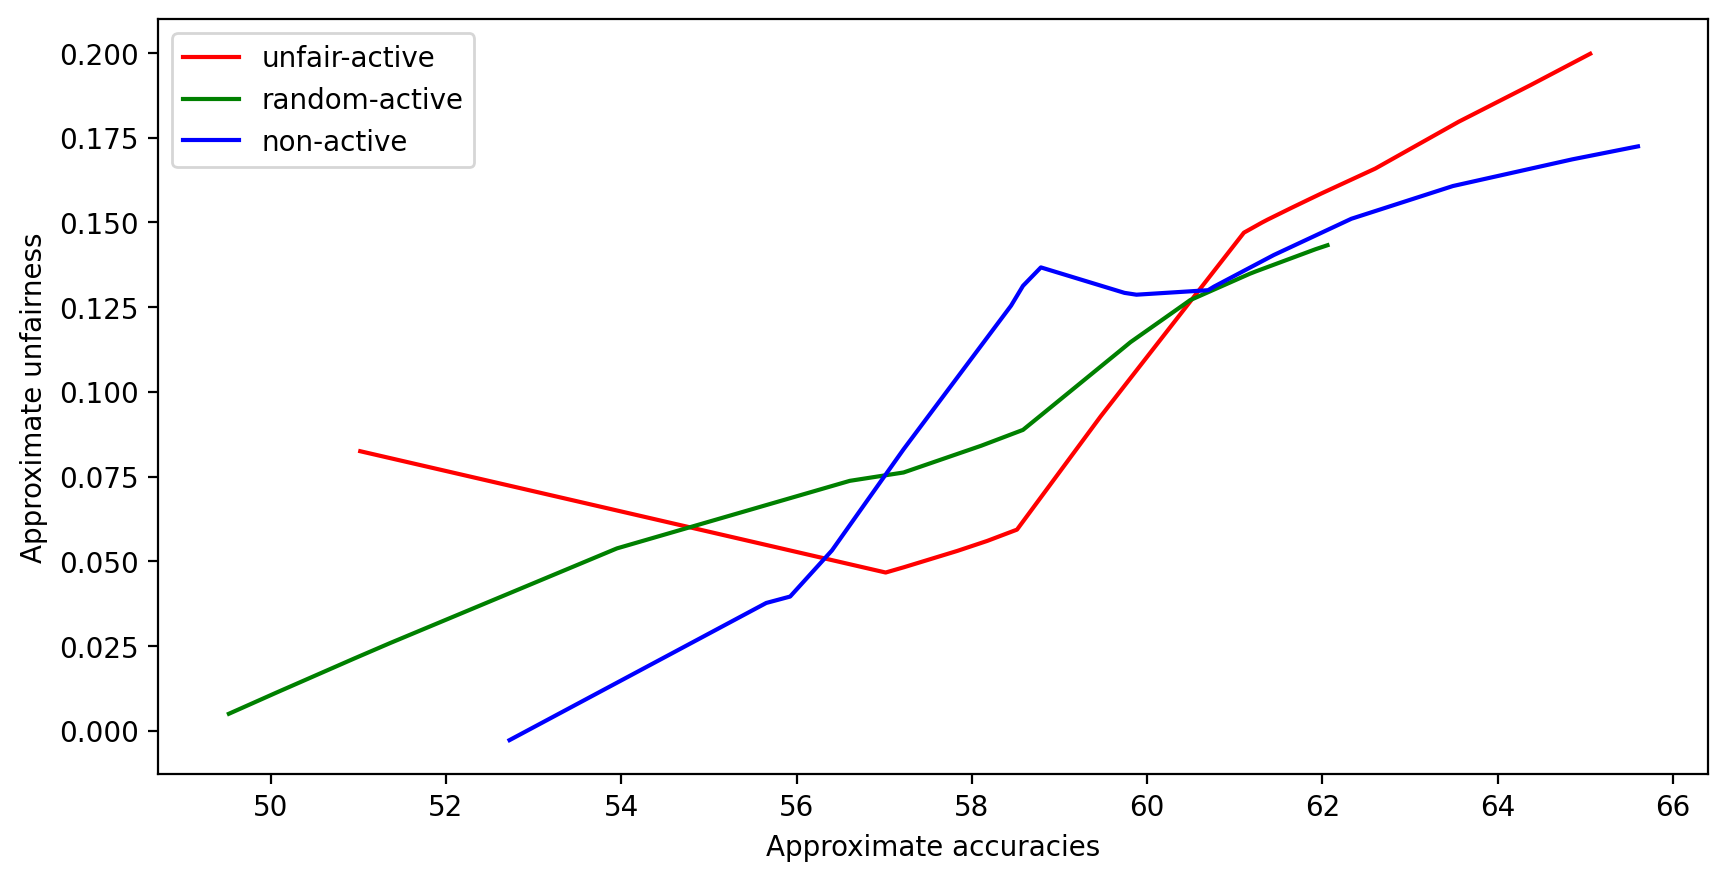 unfair-active
random-active
non-active
0.200
0.175
0.150
0.125
0.100
0.075
0.050
0.025
0.000
Approximate unfairness
50 52 54 56 58 60 62 64 66
Approximate accuracies